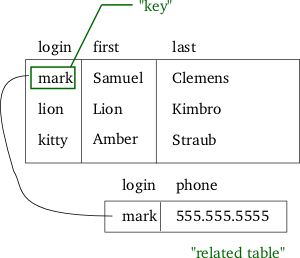 "key"
login first last
mark Samuel Clemens
lion Lion Kimbro
kitty Amber Straub
login phone
mark 555.555.5555
"related table"